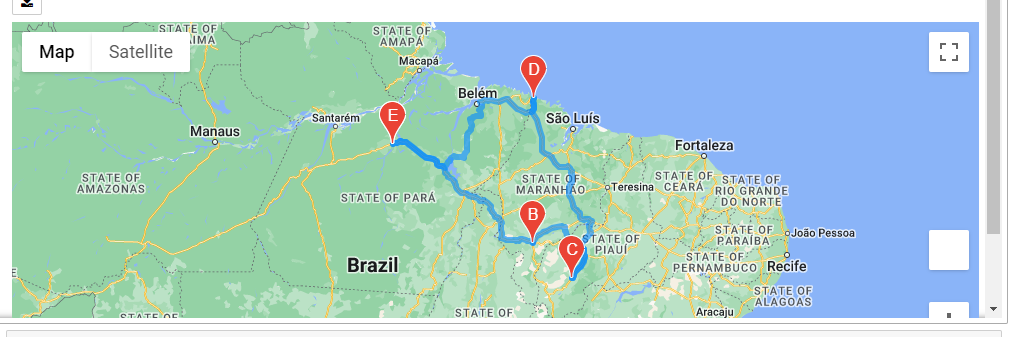 STATE OF
AIMA
STATE OF
AMAPÁ
Map
Satellite
Macapá
D
Belém
E
Santarém
São Luís
Manaus
Fortaleza
STATE OF
AMAZONAS
STATE OF PARÁ
STATE OF
MARANHÃO
Teresina
STATE OF
CEARÁ
STATE OF
RIO GRANDE
DO NORTE
B
C
STATE OF
PIAUÍ
STATE OF
PARAÍBA
João Pessoa
Brazil
STATE OF
PERNAMBUCO
Recife
STATE OF
ALAGOAS
STATE OF
Aracaju
STATE OF